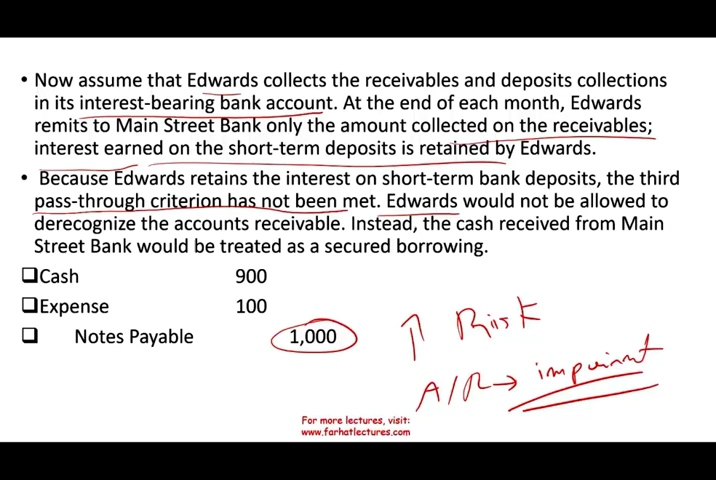 • Now assume that Edwards collects the receivables and deposits collections
in its interest-bearing bank account. At the end of each month, Edwards
remits to Main Street Bank only the amount collected on the receivables;
interest earned on the short-term deposits is retained by Edwards.
• Because Edwards retains the interest on short-term bank deposits, the third
pass-through criterion has not been met. Edwards would not be allowed to
derecognize the accounts receivable. Instead, the cash received from Main
Street Bank would be treated as a secured borrowing.
❑Cash 900
❑Expense 100
❑ Notes Payable 1,000
↑ Risk
A/R →
For more lectures, visit:
www.farhatlectures.com